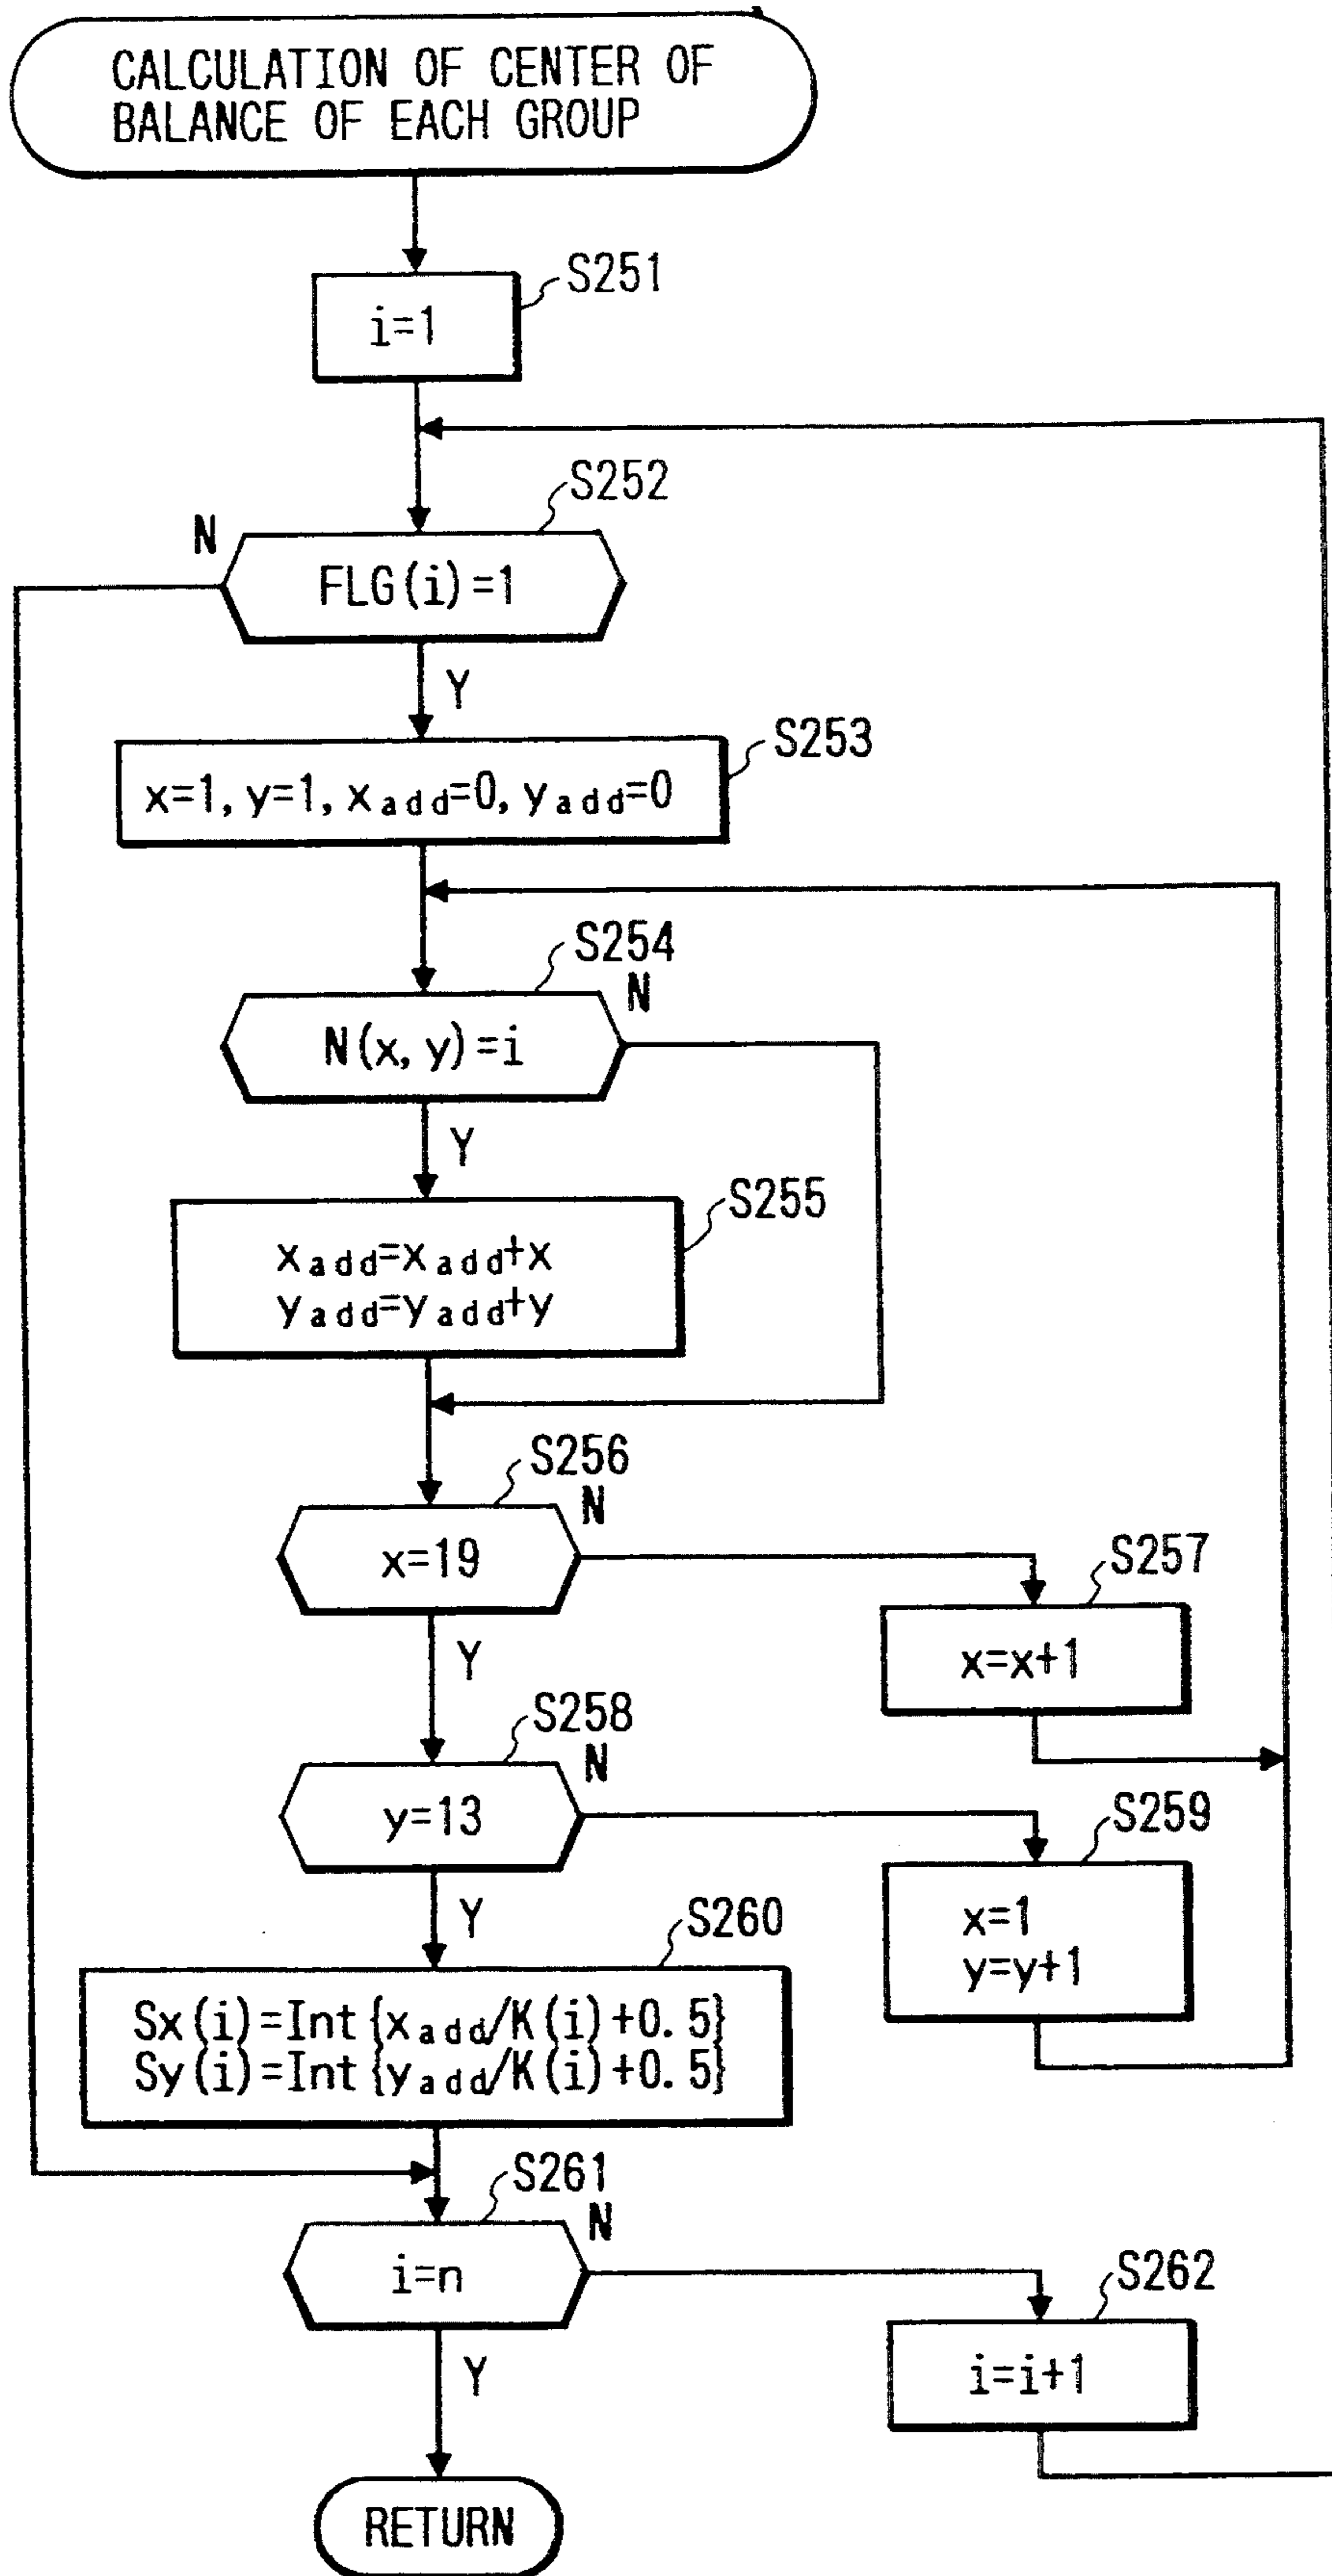 CALCULATION OF CENTER OF
BALANCE OF EACH GROUP
S251
i=1
S252
N
FLG(i)=1
Y
S253
x=1, y=1, xadd=0, yadd=0
S254
N
N(x, y)=i
Y
S255
xadd=xadd+x
yadd=yadd+y
S256
N
x=19
S257
x=x+1
Y
S258
N
y=13
S259
x=1
y=y+1
Y
S260
Sx(i)=Int{xadd/K(i)+0.5}
Sy(i)=Int{yadd/K(i)+0.5}
S261
N
i=n
S262
i=i+1
Y
RETURN